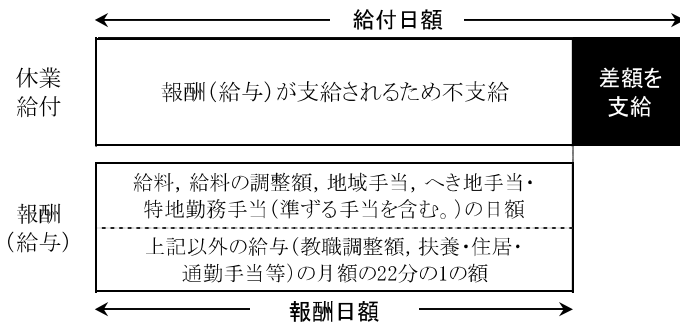 給付日額
休業
給付
報酬(給与)が支給されるため不支給
差額を
支給
報酬
(給与)
給料, 給料の調整額, 地域手当, へき地手当・
特地勤務手当(準ずる手当を含む。)の日額
上記以外の給与(教職調整額, 扶養・住居・
通勤手当等)の月額の22分の1の額
報酬日額